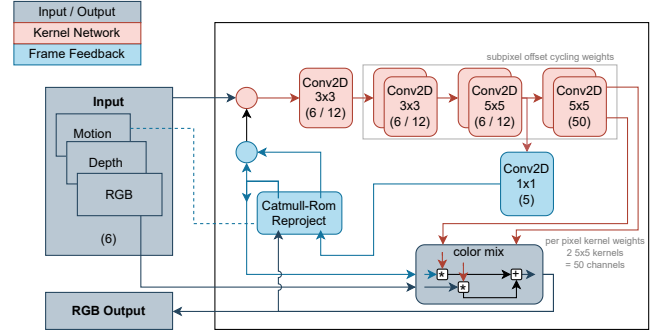 Input / Output
Kernel Network
Frame Feedback
subpixel offset cycling weights
Input
Motion
Depth
RGB
(6)
Conv2D
3x3
(6 / 12)
Conv2D
3x3
(6 / 12)
Conv2D
5x5
(6 / 12)
Conv2D
5x5
(50)
Conv2D
1x1
(5)
Catmull-Rom
Reproject
per pixel kernel weights
2 5x5 kernels
= 50 channels
color mix
*
+
*
RGB Output